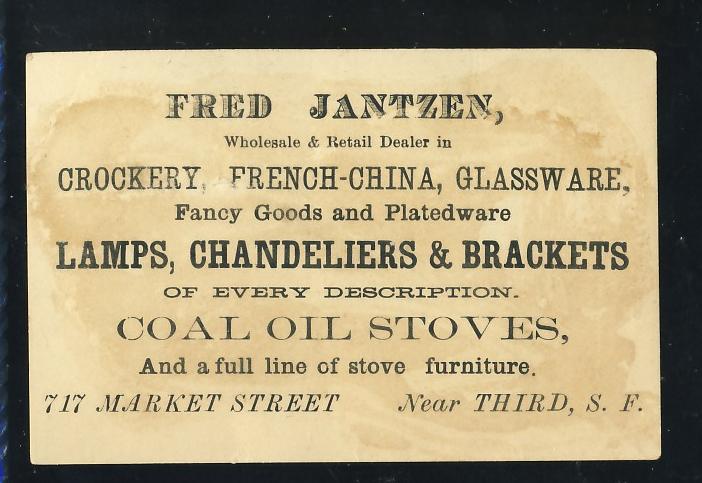 FRED JANTZEN,
Wholesale & Retail Dealer in
CROCKERY, FRENCH-CHINA, GLASSWARE,
Fancy Goods and Platedware
LAMPS, CHANDELIERS & BRACKETS
OF EVERY DESCRIPTION.
COAL OIL STOVES,
And a full line of stove furniture.
717 MARKET STREET Near THIRD, S. F.